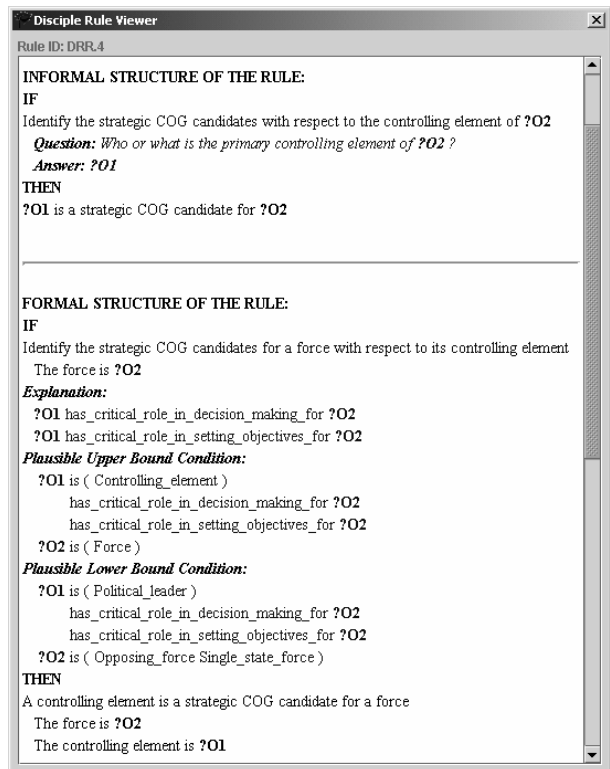 Disciple Rule Viewer
Rule ID: DRR.4
INFORMAL STRUCTURE OF THE RULE:
IF
Identify the strategic COG candidates with respect to the controlling element of ?O2
Question: Who or what is the primary controlling element of ?O2 ?
Answer: ?O1
THEN
?O1 is a strategic COG candidate for ?O2
FORMAL STRUCTURE OF THE RULE:
IF
Identify the strategic COG candidates for a force with respect to its controlling element
The force is ?O2
Explanation:
?O1 has_critical_role_in_decision_making_for ?O2
?O1 has_critical_role_in_setting_objectives_for ?O2
Plausible Upper Bound Condition:
?O1 is ( Controlling_element )
has_critical_role_in_decision_making_for ?O2
has_critical_role_in_setting_objectives_for ?O2
?O2 is ( Force )
Plausible Lower Bound Condition:
?O1 is ( Political_leader )
has_critical_role_in_decision_making_for ?O2
has_critical_role_in_setting_objectives_for ?O2
?O2 is ( Opposing_force Single_state_force )
THEN
A controlling element is a strategic COG candidate for a force
The force is ?O2
The controlling element is ?O1